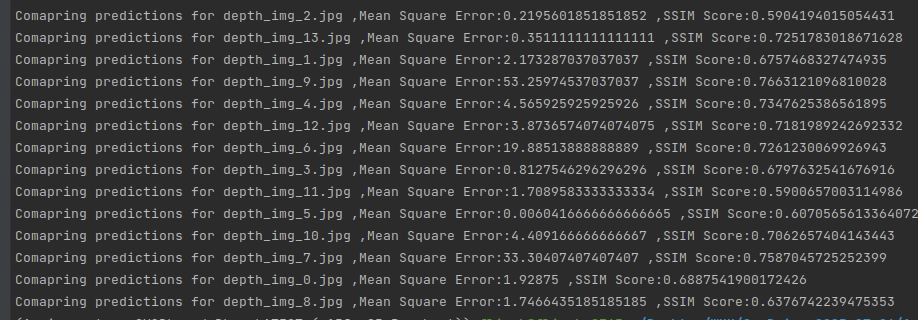 Comapring predictions for depth_img_2.jpg ,Mean Square Error:0.2195601851851852 ,SSIM Score:0.5904194015054431
Comapring predictions for depth_img_13.jpg ,Mean Square Error:0.3511111111111111 ,SSIM Score:0.7251783018671628
Comapring predictions for depth_img_1.jpg ,Mean Square Error:2.173287037037037 ,SSIM Score:0.6757468327474935
Comapring predictions for depth_img_9.jpg ,Mean Square Error:53.25974537037037 ,SSIM Score:0.7663121096810028
Comapring predictions for depth_img_4.jpg ,Mean Square Error:4.565925925925926 ,SSIM Score:0.7347625386561895
Comapring predictions for depth_img_12.jpg ,Mean Square Error:3.8736574074074075 ,SSIM Score:0.7181989242692332
Comapring predictions for depth_img_6.jpg ,Mean Square Error:19.88513888888889 ,SSIM Score:0.7261230069926943
Comapring predictions for depth_img_3.jpg ,Mean Square Error:0.8127546296296296 ,SSIM Score:0.6797632541676916
Comapring predictions for depth_img_11.jpg ,Mean Square Error:1.7089583333333334 ,SSIM Score:0.5900657003114986
Comapring predictions for depth_img_5.jpg ,Mean Square Error:0.0060416666666666665 ,SSIM Score:0.6070565613364072
Comapring predictions for depth_img_10.jpg ,Mean Square Error:4.409166666666667 ,SSIM Score:0.7062657404143443
Comapring predictions for depth_img_7.jpg ,Mean Square Error:33.30407407407407 ,SSIM Score:0.7587045725252399
Comapring predictions for depth_img_0.jpg ,Mean Square Error:1.92875 ,SSIM Score:0.6887541900172426
Comapring predictions for depth_img_8.jpg ,Mean Square Error:1.7466435185185185 ,SSIM Score:0.6376742239475353